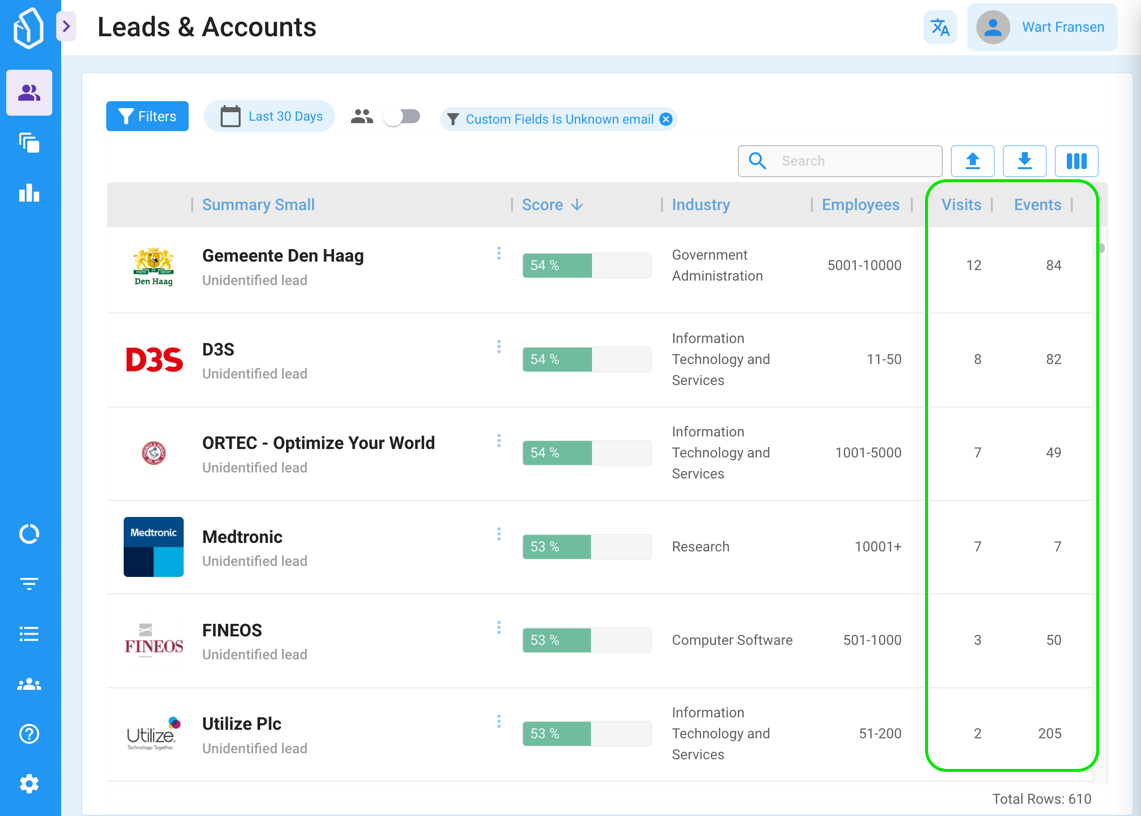 Leads & Accounts
Wart Fransen
Filters
Last 30 Days
Custom Fields Is Unknown email
Search
Summary Small
Score
Industry
Employees
Visits
Events
Den Haag
Gemeente Den Haag
Unidentified lead
54 %
Government
Administration
5001-10000
12
84
D3S
D3S
Unidentified lead
54 %
Information
Technology and
Services
11-50
8
82
ORTEC - Optimize Your World
Unidentified lead
54 %
Information
Technology and
Services
1001-5000
7
49
Medtronic
Medtronic
Unidentified lead
53 %
Research
10001+
7
7
FINEOS
FINEOS
Unidentified lead
53 %
Computer Software
501-1000
3
50
Utilize.
Technology. Together.
Utilize Plc
Unidentified lead
53 %
Information
Technology and
Services
51-200
2
205
Total Rows: 610